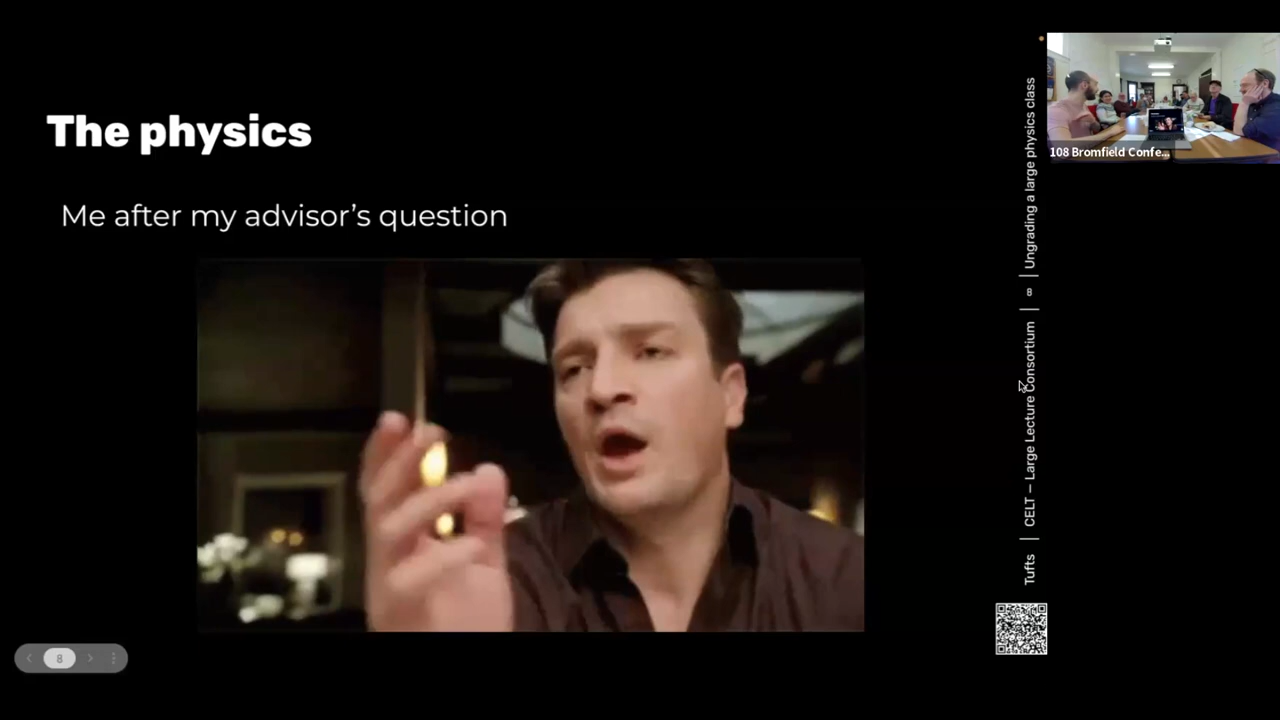 The physics
Me after my advisor's question
Tufts | CELT – Large Lecture Consortium | 8 | Ungrading a large physics class
108 Bromfield Confe...
8